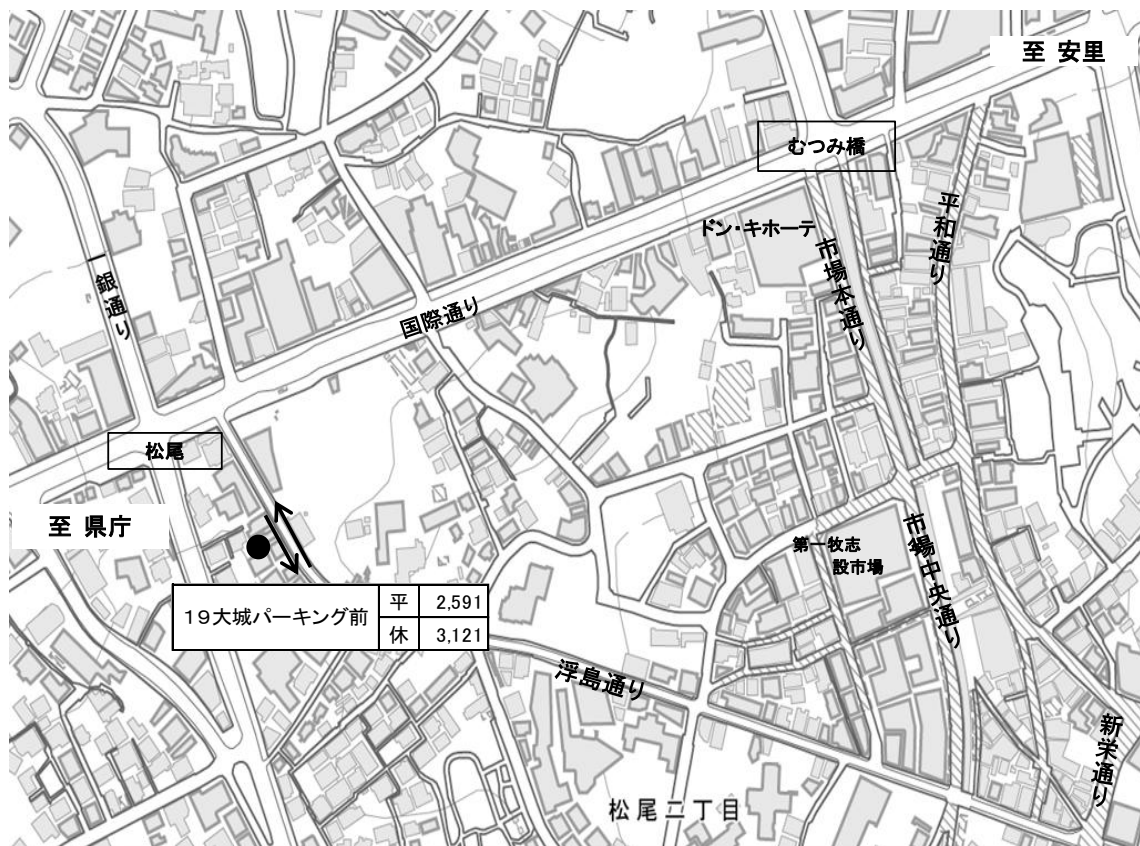 至 安里
むつみ橋
平和通り
ドン・キホーテ
市場本通り
銀通り
国際通り
松尾
至 県庁
第一牧志
設市場
市場中央通り
19大城パーキング前
平 2,591
休 3,121
浮島通り
新栄通り
松尾二丁目